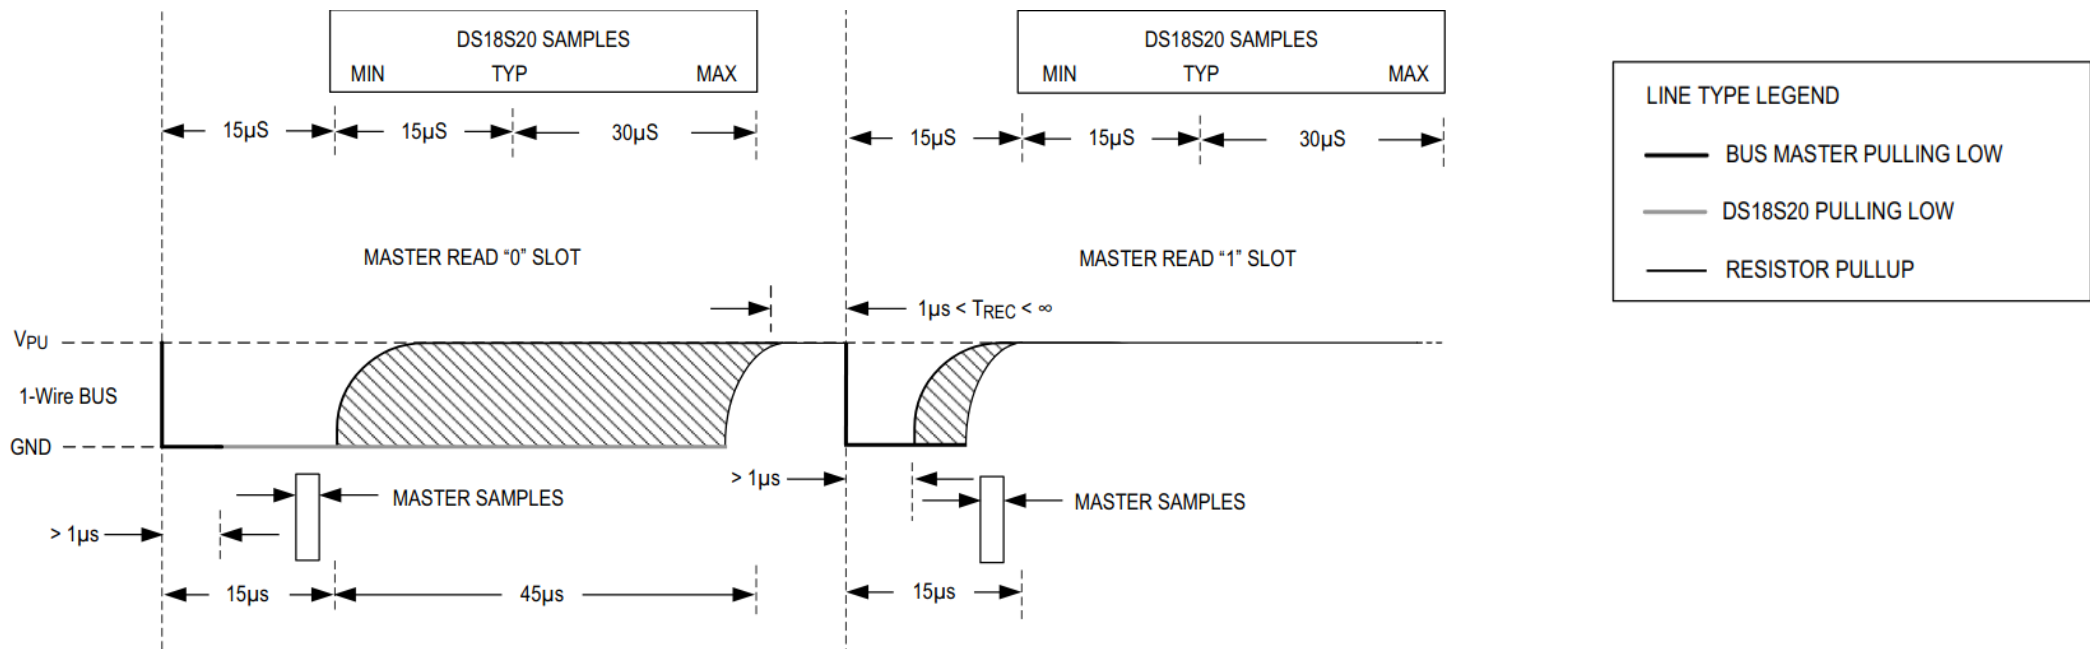 DS18S20 SAMPLES
MIN TYP MAX
15µS 15µS 30µS
MASTER READ “0” SLOT
DS18S20 SAMPLES
MIN TYP MAX
15µS 15µS 30µS
MASTER READ “1” SLOT
LINE TYPE LEGEND
BUS MASTER PULLING LOW
DS18S20 PULLING LOW
RESISTOR PULLUP
1µs < TREC < ∞
VPU
1-Wire BUS
GND
MASTER SAMPLES
> 1µs
15µs 45µs
> 1µs
MASTER SAMPLES
15µs